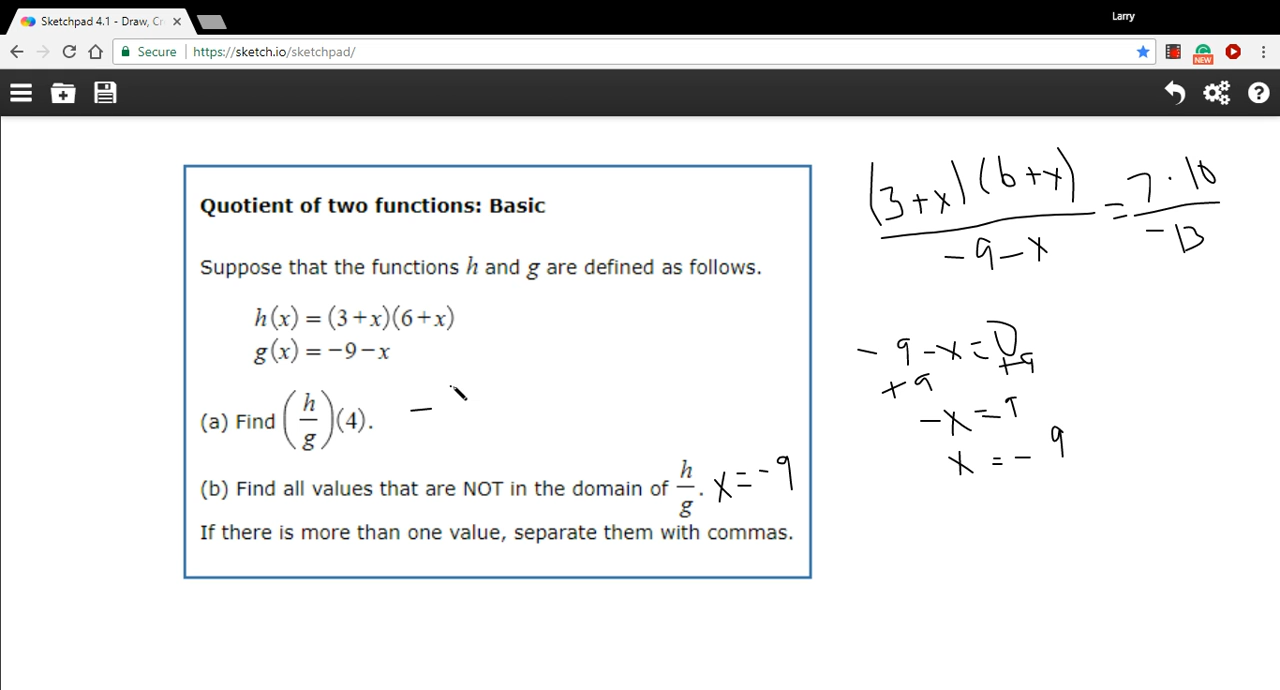 Larry
Sketchpad 4.1 - Draw, Cr
Secure https://sketch.io/sketchpad/
NEW
Quotient of two functions: Basic
Suppose that the functions h and g are defined as follows.
h(x) = (3+x)(6+x)
g(x) = −9−x
(a) Find (h/g)(4). −
(b) Find all values that are NOT in the domain of h/g. x = -9
If there is more than one value, separate them with commas.
(3+x)(6+x)/-9-x = 7·10/-13
-9-x=0
+9 +9
-x=9
x = -9